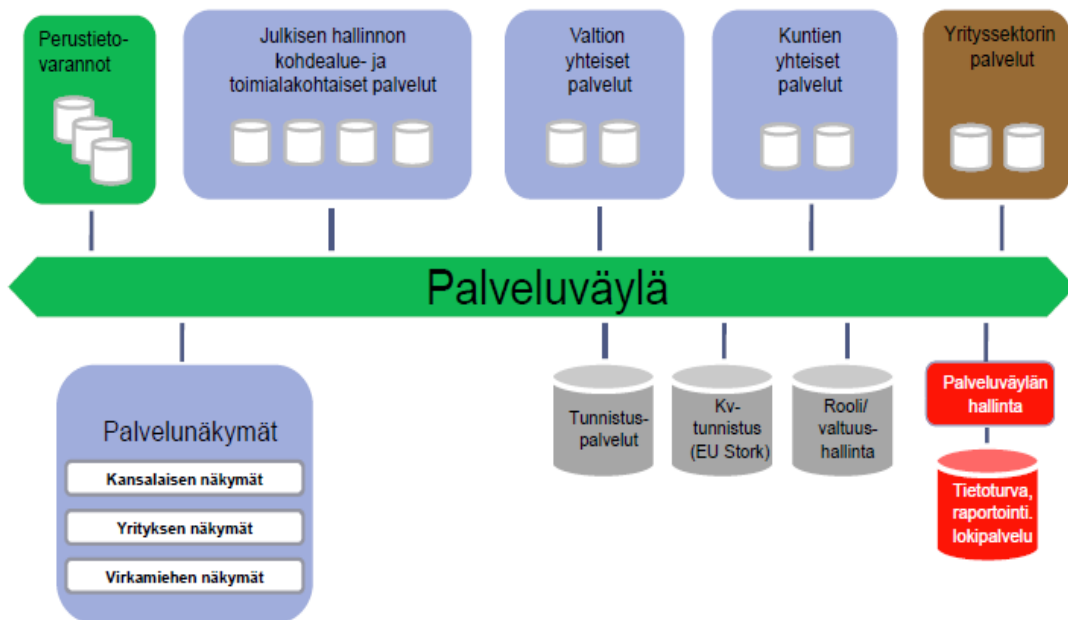 Perustieto-
varannot
Julkisen hallinnon
kohdealue- ja
toimialakohtaiset palvelut
Valtion
yhteiset
palvelut
Kuntien
yhteiset
palvelut
Yrityssektorin
palvelut
Palveluväylä
Palvelunäkymät
Kansalaisen näkymät
Yrityksen näkymät
Virkamiehen näkymät
Tunnistus-
palvelut
Kv-
tunnistus
(EU Stork)
Rooli/
valtuus-
hallinta
Palveluväylän
hallinta
Tietoturva,
raportointi.
lokipalvelu